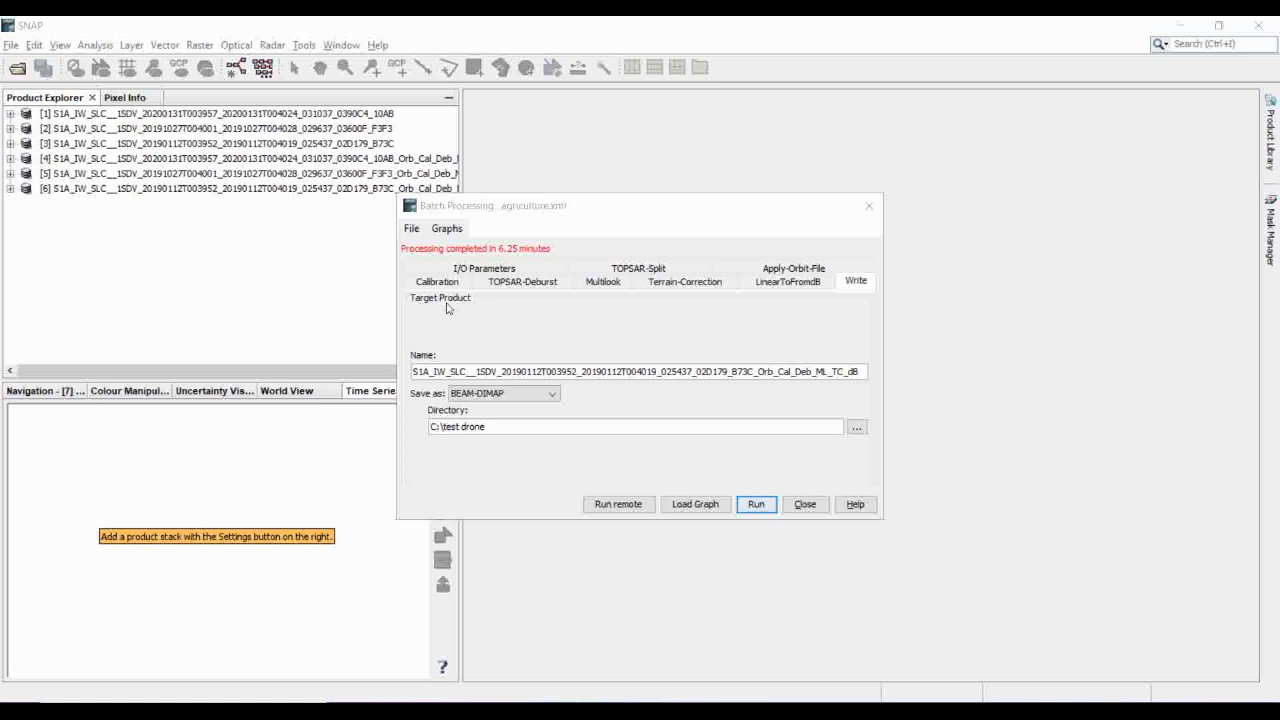 SNAP
File Edit View Analysis Layer Vector Raster Optical Radar Tools Window Help
Search (Ctrl+I)
GCP
GCP
Product Explorer
Pixel Info
[1] S1A_IW_SLC__1SDV_20200131T003957_20200131T004024_031037_0390C4_10AB
[2] S1A_IW_SLC__1SDV_20191027T004001_20191027T004028_029637_03600F_F3F3
[3] S1A_IW_SLC__1SDV_20190112T003952_20190112T004019_025437_02D179_B73C
[4] S1A_IW_SLC__1SDV_20200131T003957_20200131T004024_031037_0390C4_10AB_Orb_Cal_Deb_
[5] S1A_IW_SLC__1SDV_20191027T004001_20191027T004028_029637_03600F_F3F3_Orb_Cal_Deb_
[6] S1A_IW_SLC__1SDV_20190112T003952_20190112T004019_025437_02D179_B73C_Orb_Cal_Deb_
Product Library
Mask Manager
Batch Processing : agriculture.xml
File Graphs
Processing completed in 6.25 minutes
I/O Parameters TOPSAR-Split Apply-Orbit-File
Calibration TOPSAR-Deburst Multilook Terrain-Correction LinearToFromdB Write
Target Product
Name:
S1A_IW_SLC__1SDV_20190112T003952_20190112T004019_025437_02D179_B73C_Orb_Cal_Deb_ML_TC_dB
Save as: BEAM-DIMAP
Directory:
C:\test drone
...
Run remote Load Graph Run Close Help
Navigation - [7] ... Colour Manipul... Uncertainty Vis... World View Time Serie
Add a product stack with the Settings button on the right.